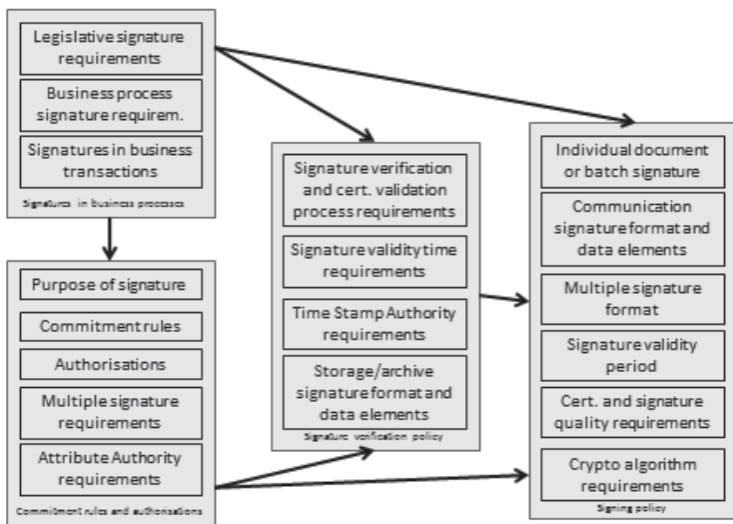 Legislative signature
requirements
Business process
signature requirem.
Signatures in business
transactions
Signatures in business processes
Purpose of signature
Commitment rules
Authorisations
Multiple signature
requirements
Attribute Authority
requirements
Commitment rules and authorisations
Signature verification
and cert. validation
process requirements
Signature validity time
requirements
Time Stamp Authority
requirements
Storage/archive
signature format and
data elements
Signature verification policy
Individual document
or batch signature
Communication
signature format and
data elements
Multiple signature
format
Signature validity
period
Cert. and signature
quality requirements
Crypto algorithm
requirements
Signing policy